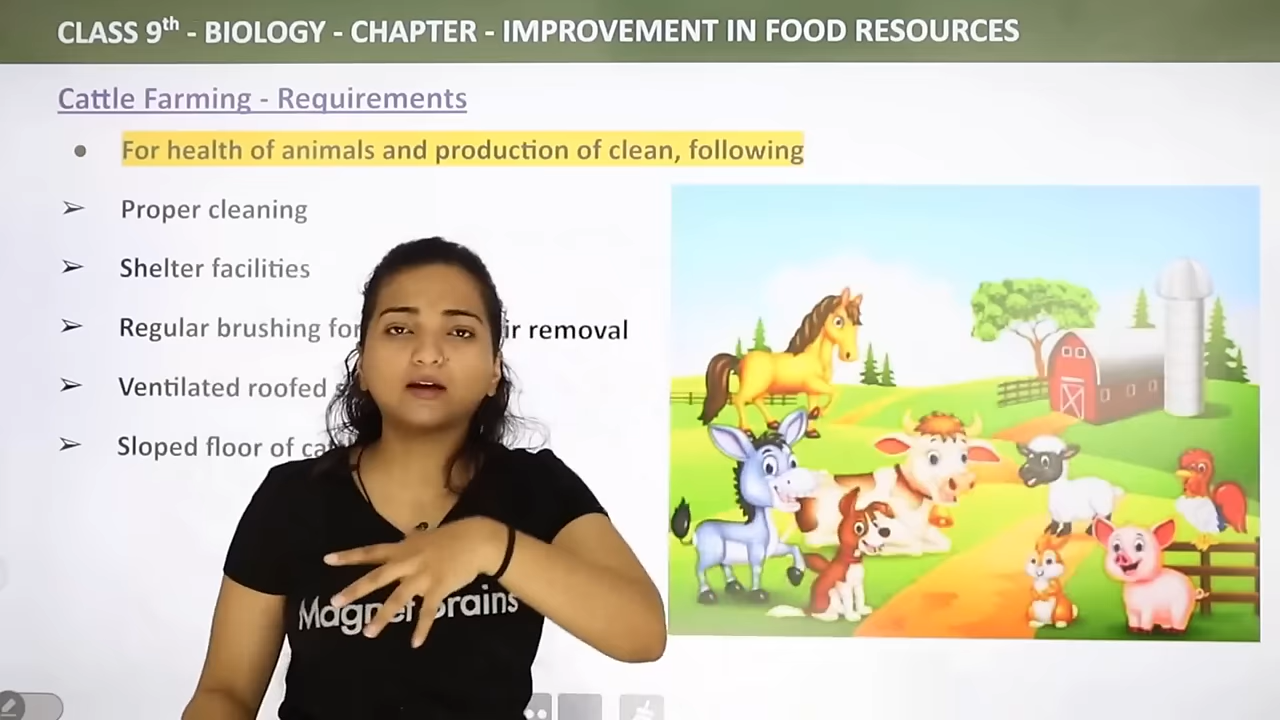 CLASS 9th - BIOLOGY - CHAPTER - IMPROVEMENT IN FOOD RESOURCES
Cattle Farming - Requirements
● For health of animals and production of clean, following
➢ Proper cleaning
➢ Shelter facilities
➢ Regular brushing for ir removal
➢ Ventilated roofed
➢ Sloped floor of
Magnet Brains